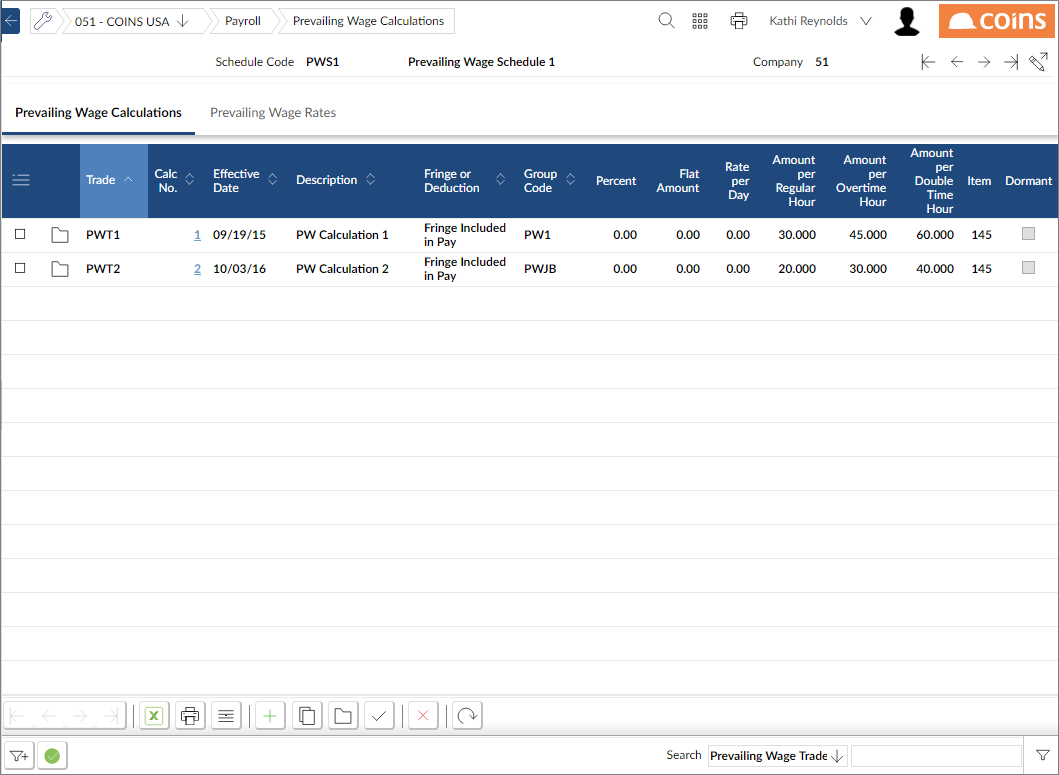 051 - COINS USA
Payroll
Prevailing Wage Calculations
Kathi Reynolds
coins
Schedule Code PWS1 Prevailing Wage Schedule 1 Company 51
Prevailing Wage Calculations Prevailing Wage Rates
Trade
Calc
No.
Effective
Date
Description
Fringe or
Deduction
Group
Code
Percent
Flat
Amount
Rate
per
Day
Amount
per
Regular
Hour
Amount
per
Overtime
Hour
Amount
per
Double
Time
Hour
Item
Dormant
PWT1 1 09/19/15 PW Calculation 1 Fringe Included
in Pay
PW1 0.00 0.00 0.00 30.000 45.000 60.000 145
PWT2 2 10/03/16 PW Calculation 2 Fringe Included
in Pay
PWJB 0.00 0.00 0.00 20.000 30.000 40.000 145
Search Prevailing Wage Trade